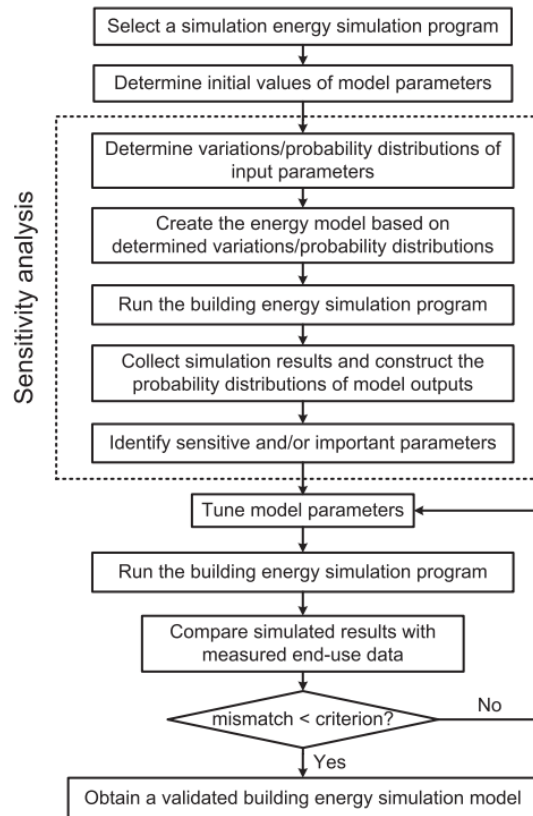 Select a simulation energy simulation program
Determine initial values of model parameters
Sensitivity analysis
Determine variations/probability distributions of
input parameters
Create the energy model based on
determined variations/probability distributions
Run the building energy simulation program
Collect simulation results and construct the
probability distributions of model outputs
Identify sensitive and/or important parameters
Tune model parameters
Run the building energy simulation program
Compare simulated results with
measured end-use data
mismatch < criterion?
No
Yes
Obtain a validated building energy simulation model